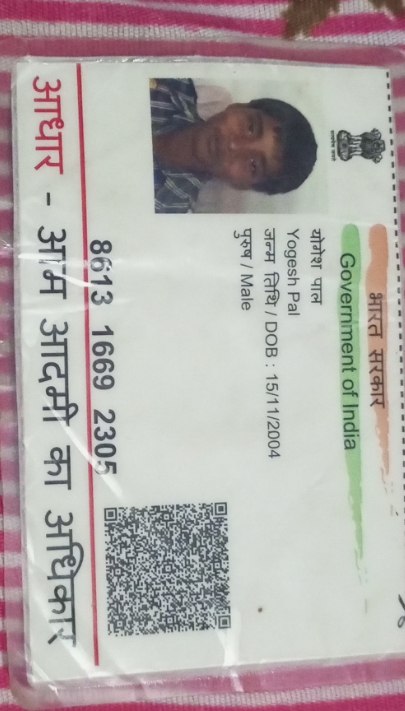 भारत सरकार
Government of India
योगेश पाल
Yogesh Pal
जन्म तिथि / DOB : 15/11/2004
पुरुष / Male
8613 1669 2305
आधार - आम आदमी का अधिकार